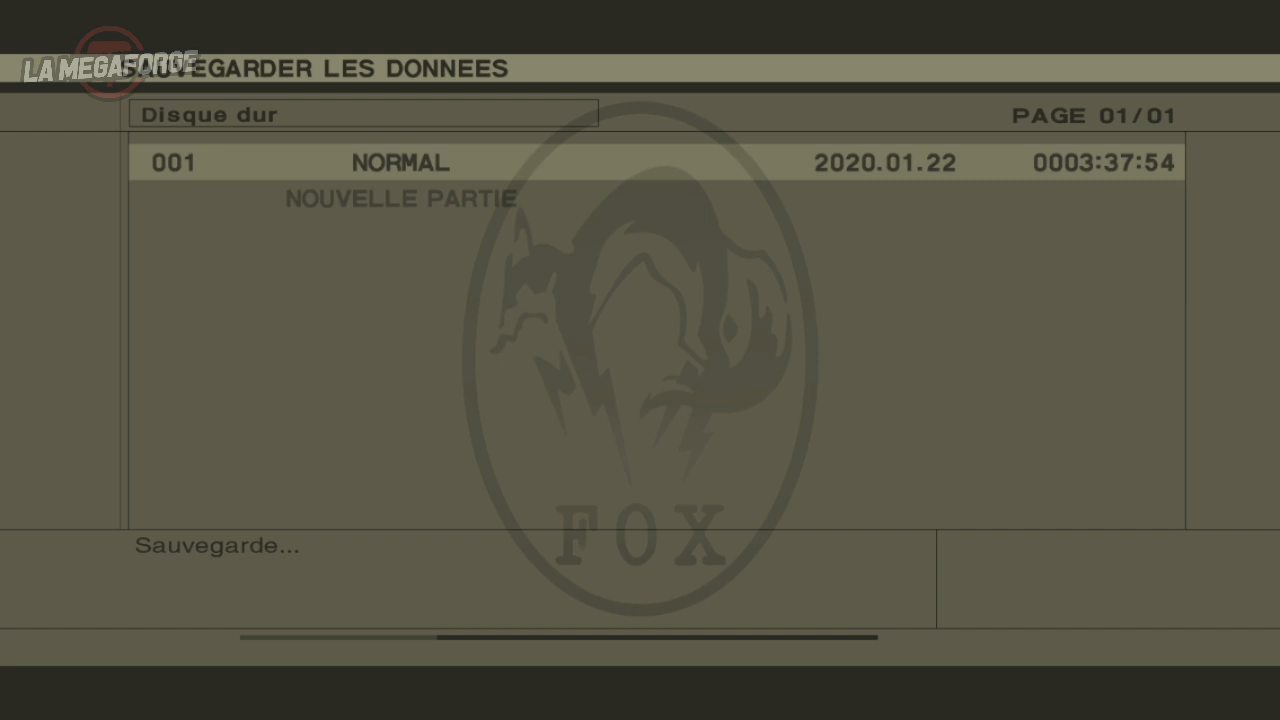 LA MEGAFORGE
SAUVEGARDER LES DONNEES
Disque dur
PAGE 01/01
001 NORMAL 2020.01.22 0003:37:54
NOUVELLE PARTIE
FOX
Sauvegarde...